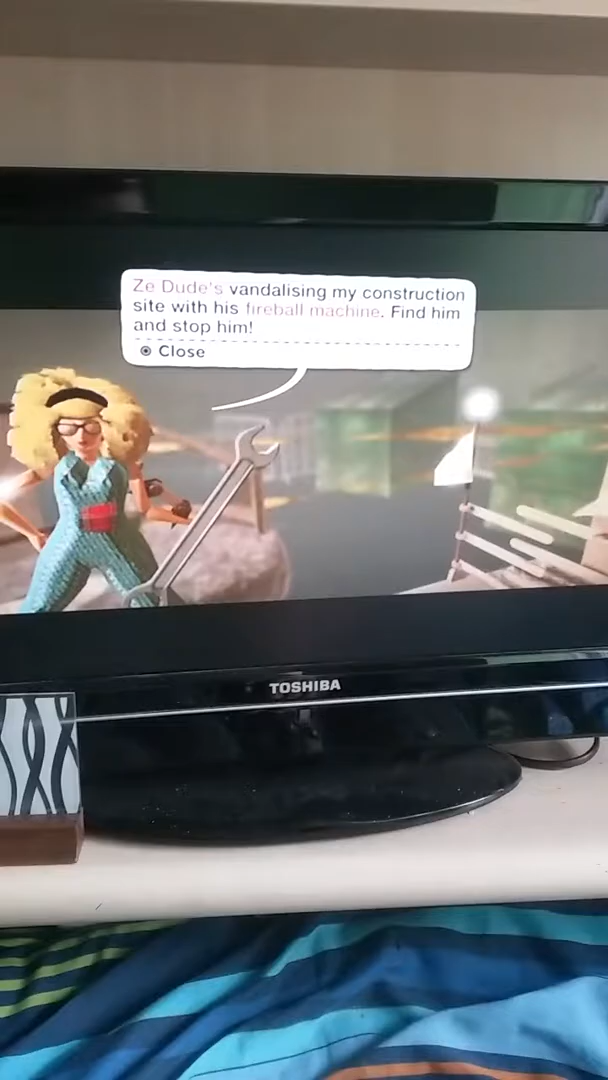 Ze Dude's vandalising my construction
site with his fireball machine. Find him
and stop him!
Close
TOSHIBA